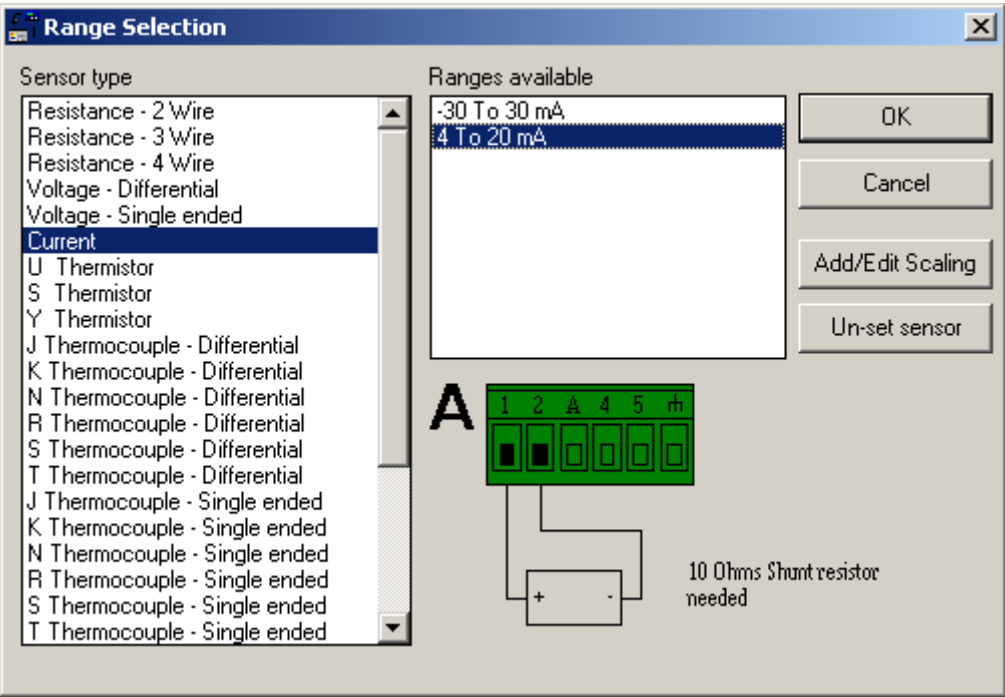 Range Selection
Sensor type
Resistance - 2 Wire
Resistance - 3 Wire
Resistance - 4 Wire
Voltage - Differential
Voltage - Single ended
Current
U Thermistor
S Thermistor
Y Thermistor
J Thermocouple - Differential
K Thermocouple - Differential
N Thermocouple - Differential
R Thermocouple - Differential
S Thermocouple - Differential
T Thermocouple - Differential
J Thermocouple - Single ended
K Thermocouple - Single ended
N Thermocouple - Single ended
R Thermocouple - Single ended
S Thermocouple - Single ended
T Thermocouple - Single ended
Ranges available
-30 To 30 mA
4 To 20 mA
OK
Cancel
Add/Edit Scaling
Un-set sensor
A
1 2 A 4 5
+ -
10 Ohms Shunt resistor
needed